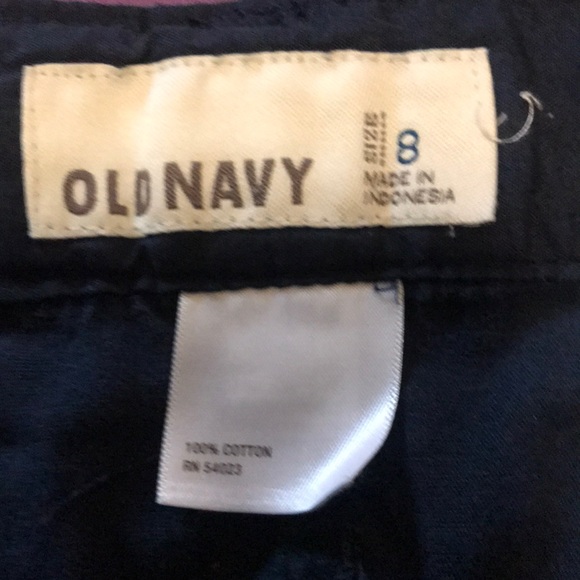 OLD NAVY
SIZE 8
MADE IN
INDONESIA
100% COTTON
RN 54023